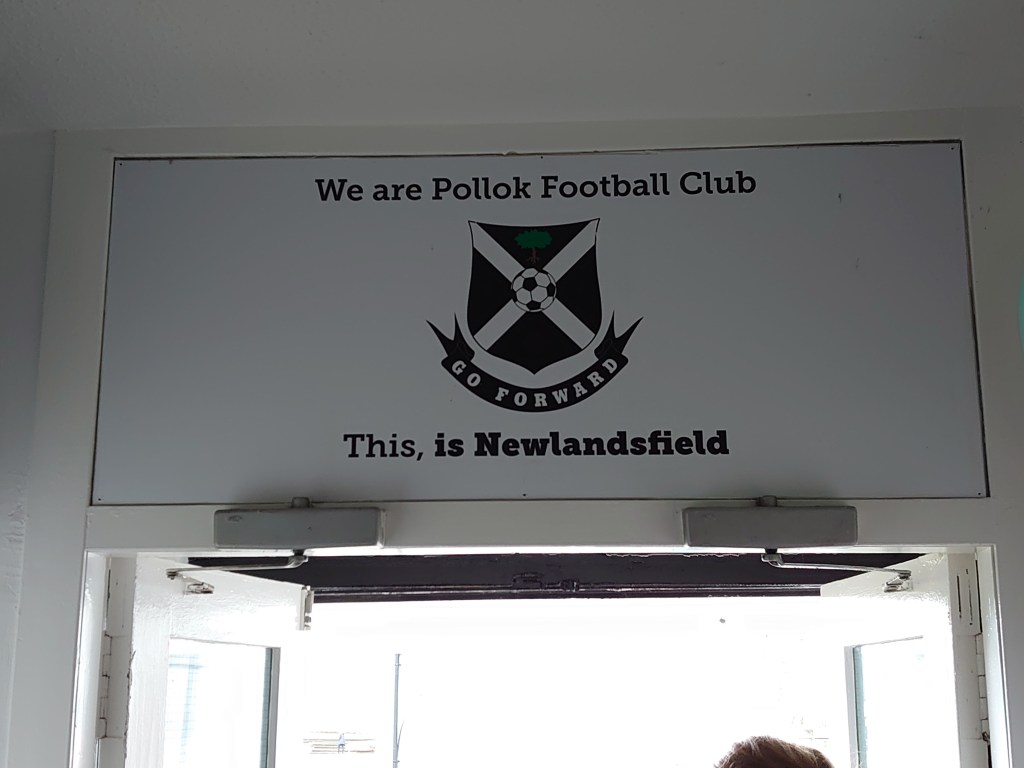 We are Pollok Football Club
GO FORWARD
This, is Newlandsfield